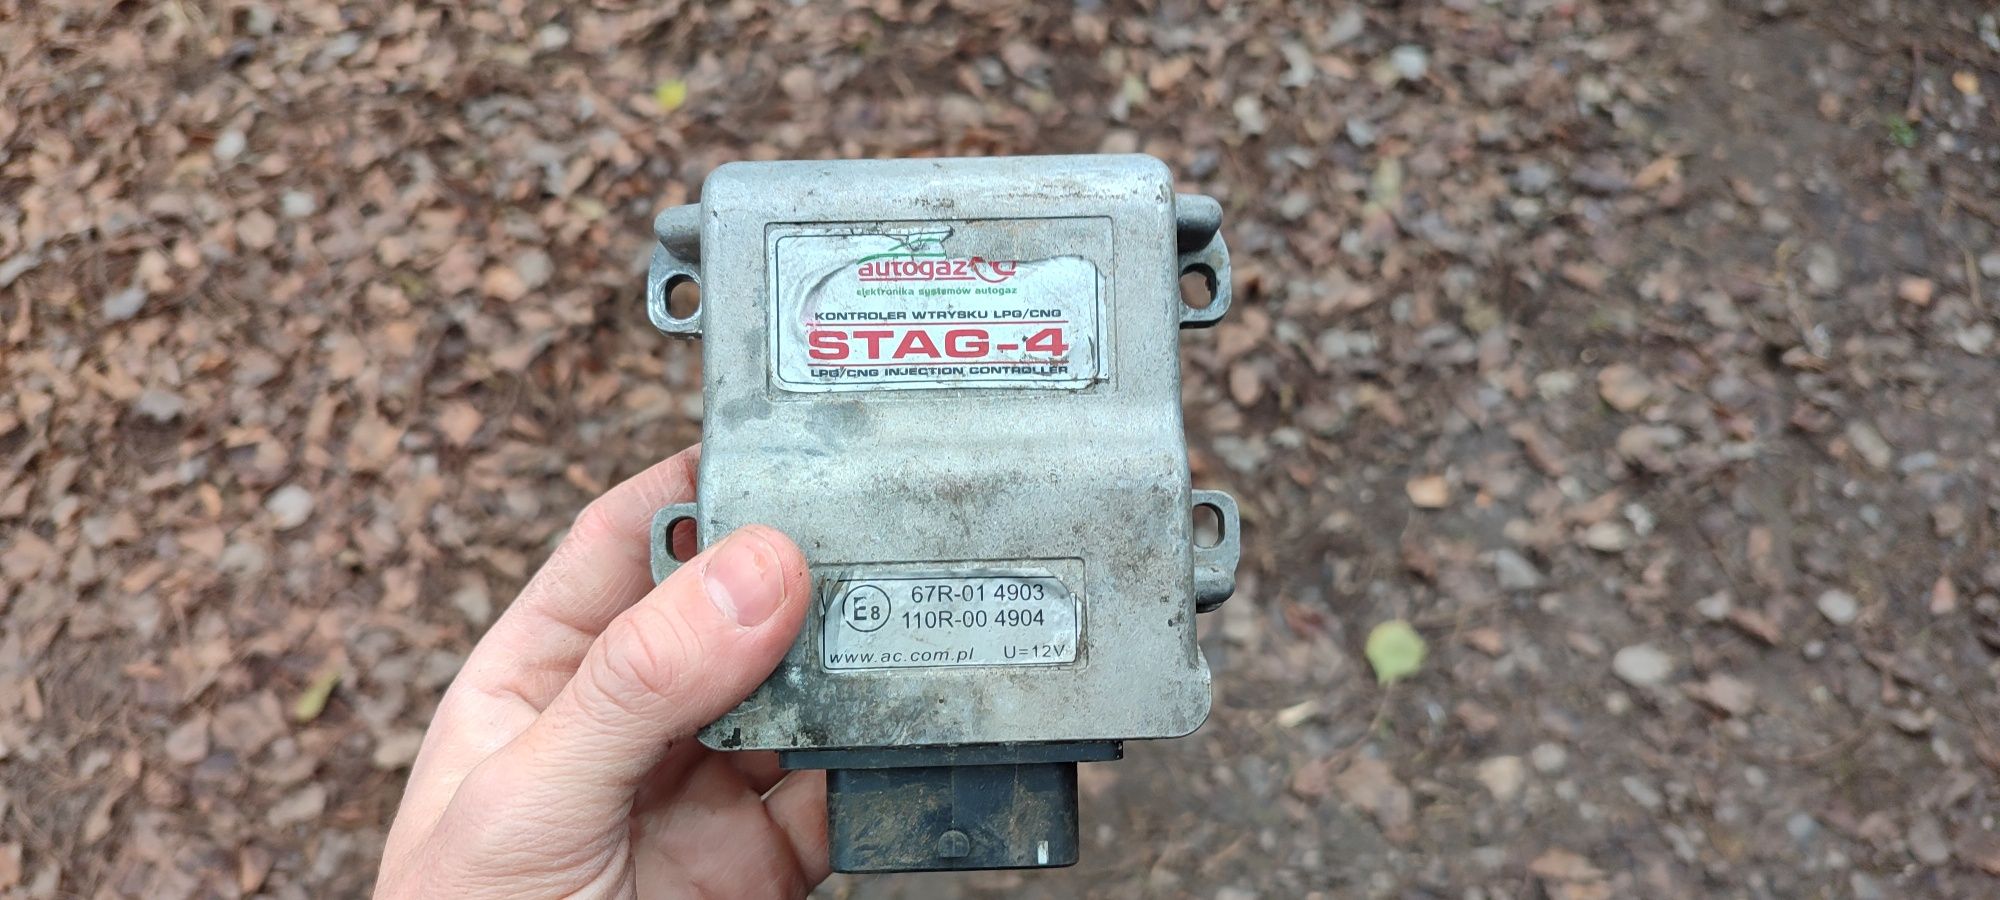 autogaz
elektronika systemów autogaz
KONTROLER WTRYSKU LPG/CNG
STAG-4
LPG/CNG INJECTION CONTROLLER
E8
67R-01 4903
110R-00 4904
www.ac.com.pl U=12V